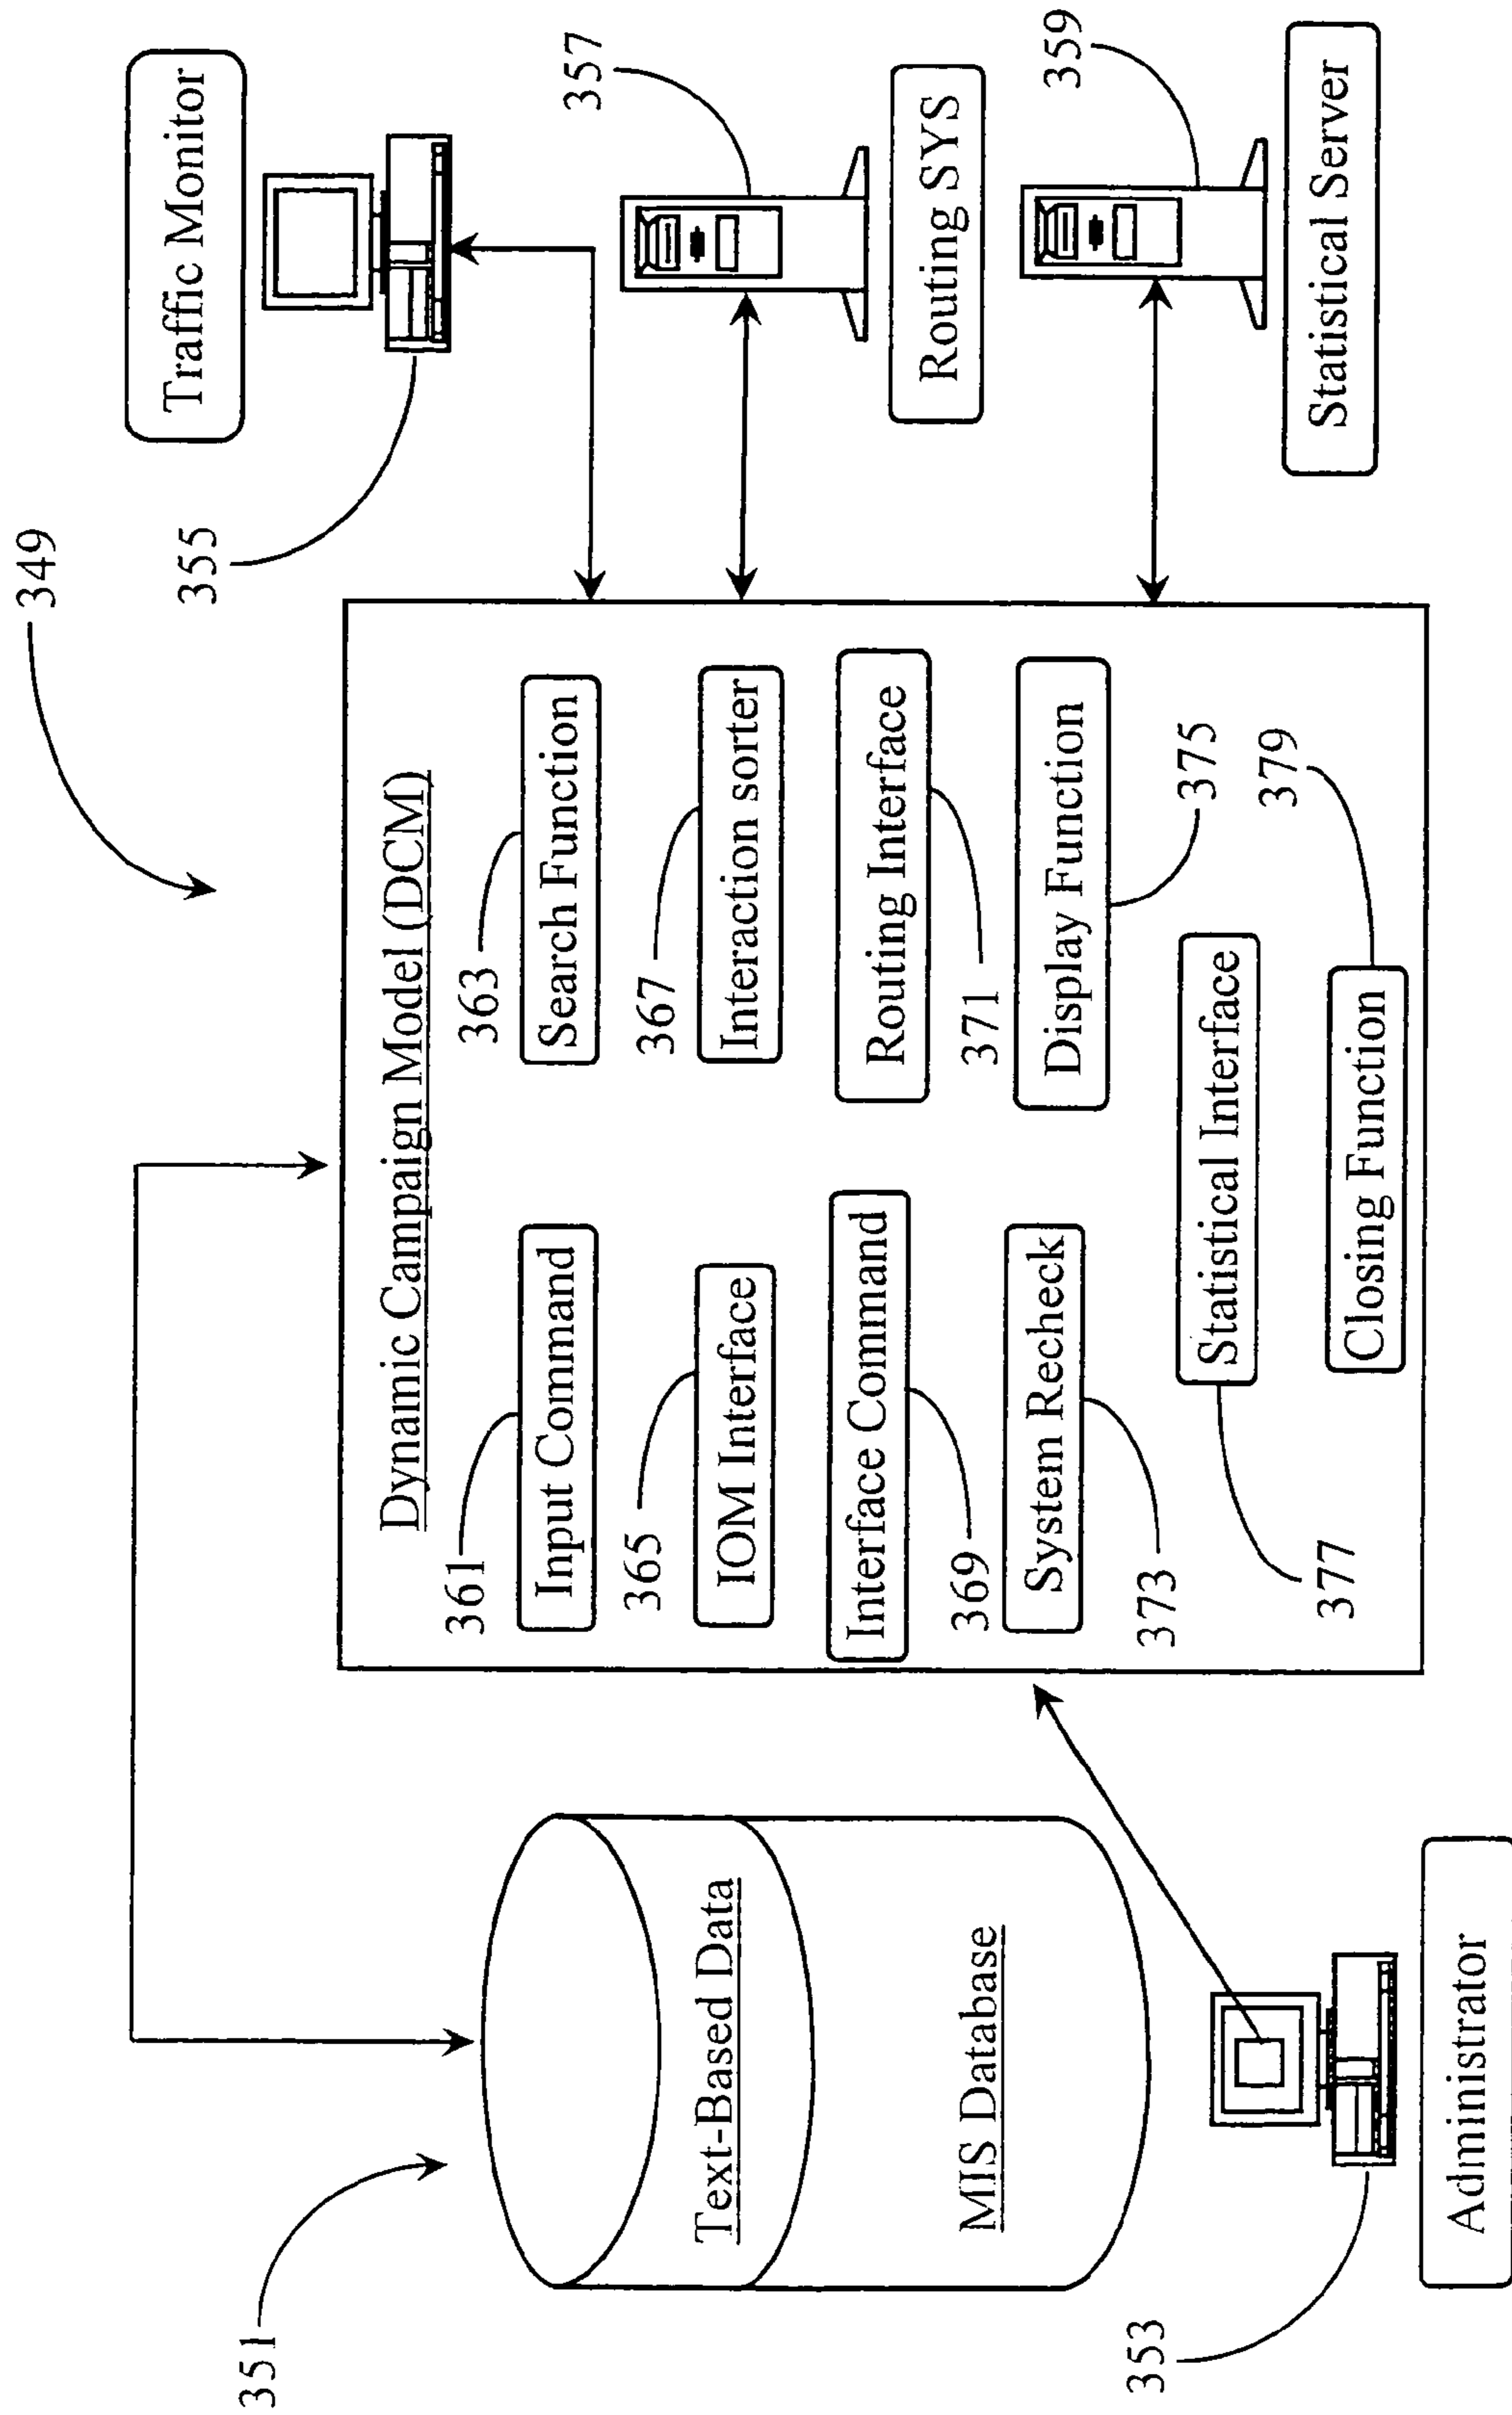 349
351
Text-Based Data
MIS Database
353
Administrator
Dynamic Campaign Model (DCM)
361
Input Command
363
Search Function
365
IOM Interface
367
Interaction sorter
Interface Command
369
Routing Interface
371
System Recheck
373
Display Function
375
Statistical Interface
377
379
Closing Function
Traffic Monitor
355
357
Routing SYS
359
Statistical Server